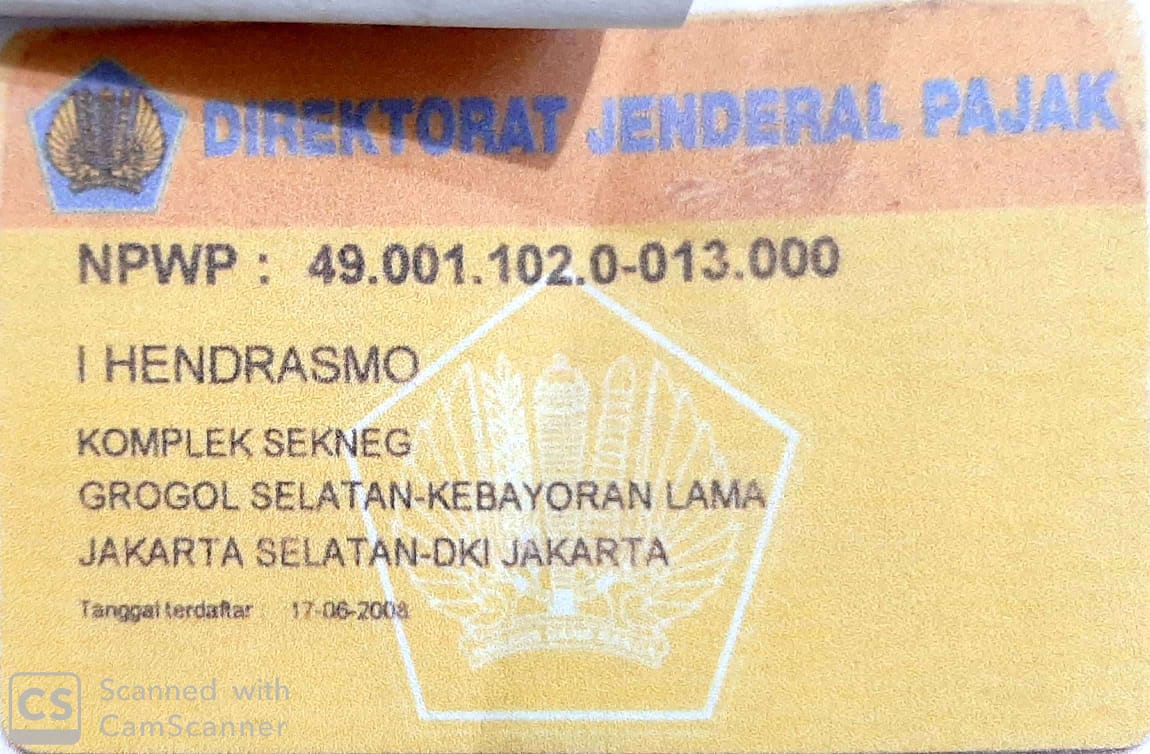 DIREKTORAT JENDERAL PAJAK
NPWP : 49.001.102.0-013.000
I HENDRASMO
KOMPLEK SEKNEG
GROGOL SELATAN-KEBAYORAN LAMA
JAKARTA SELATAN-DKI JAKARTA
Tanggal terdaftar 17-06-2008
CS Scanned with
CamScanner